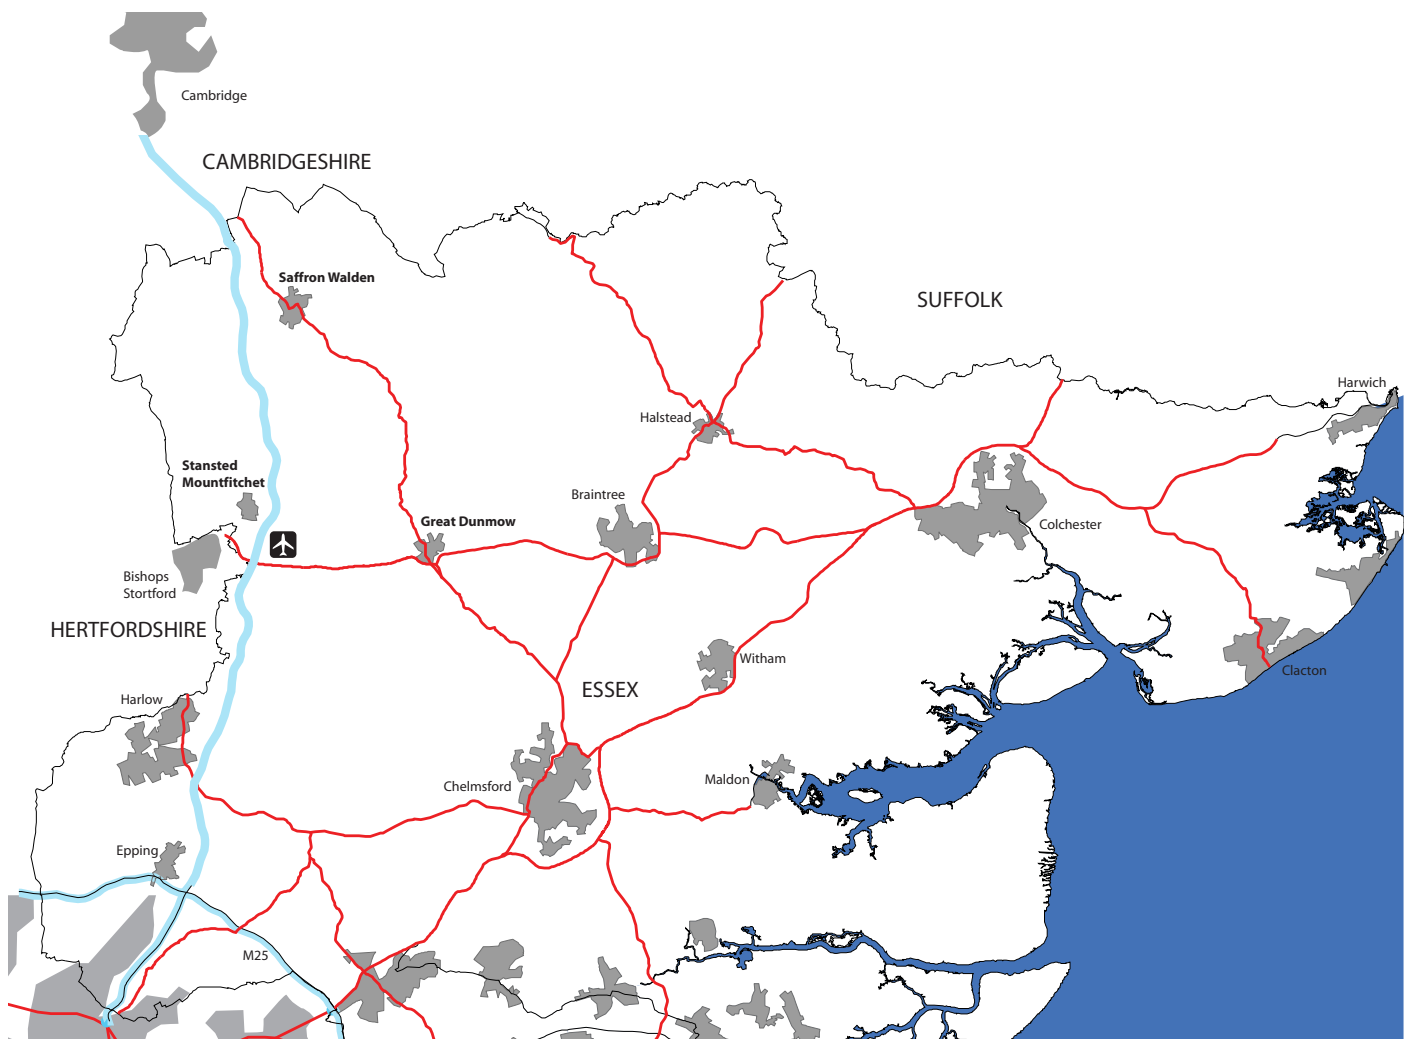 Cambridge
CAMBRIDGESHIRE
Saffron Walden
SUFFOLK
Harwich
Halstead
Stansted
Mountfitchet
Braintree
Great Dunmow
Colchester
Bishops
Stortford
HERTFORDSHIRE
Witham
Clacton
ESSEX
Harlow
Maldon
Chelmsford
Epping
M25